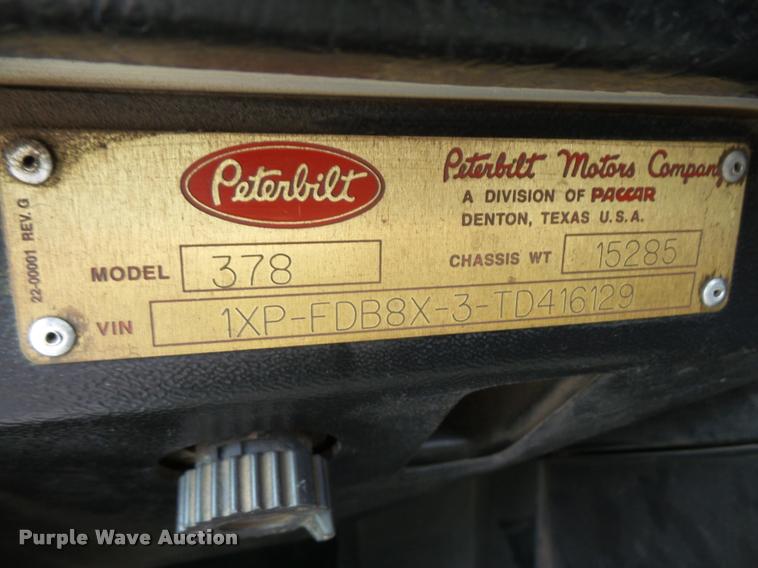 Peterbilt
Peterbilt Motors Company
A DIVISION OF PACCAR
DENTON, TEXAS U.S.A.
22-00001 REV. G
MODEL 378
CHASSIS WT 15285
VIN 1XP-FDB8X-3-TD416129
Purple Wave Auction